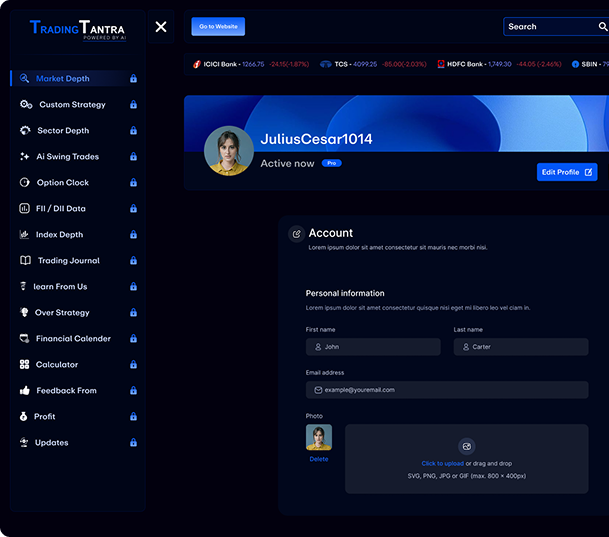 TRADINGTANTRA
POWERED BY AI
Market Depth
Custom Strategy
Sector Depth
Ai Swing Trades
Option Clock
FII / DII Data
Index Depth
Trading Journal
learn From Us
Over Strategy
Financial Calender
Calculator
Feedback From
Profit
Updates
Go to Website
Search
ICICI Bank - 1266.75 -24.15(-1.87%) TCS - 4099.25 -85.00(-2.03%) HDFC Bank - 1,749.30 -44.05 (-2.46%) SBIN - 79
JuliusCesar1014
Active now Pro
Edit Profile
Account
Lorem ipsum dolor sit amet consectetur sit mauris nec morbi nisi.
Personal information
Lorem ipsum dolor sit amet consectetur quisque nisi eget mi libero leo vel ciam in.
First name Last name
John Carter
Email address
example@youremail.com
Photo
Delete
Click to upload or drag and drop
SVG, PNG, JPG or GIF (max. 800 × 400px)